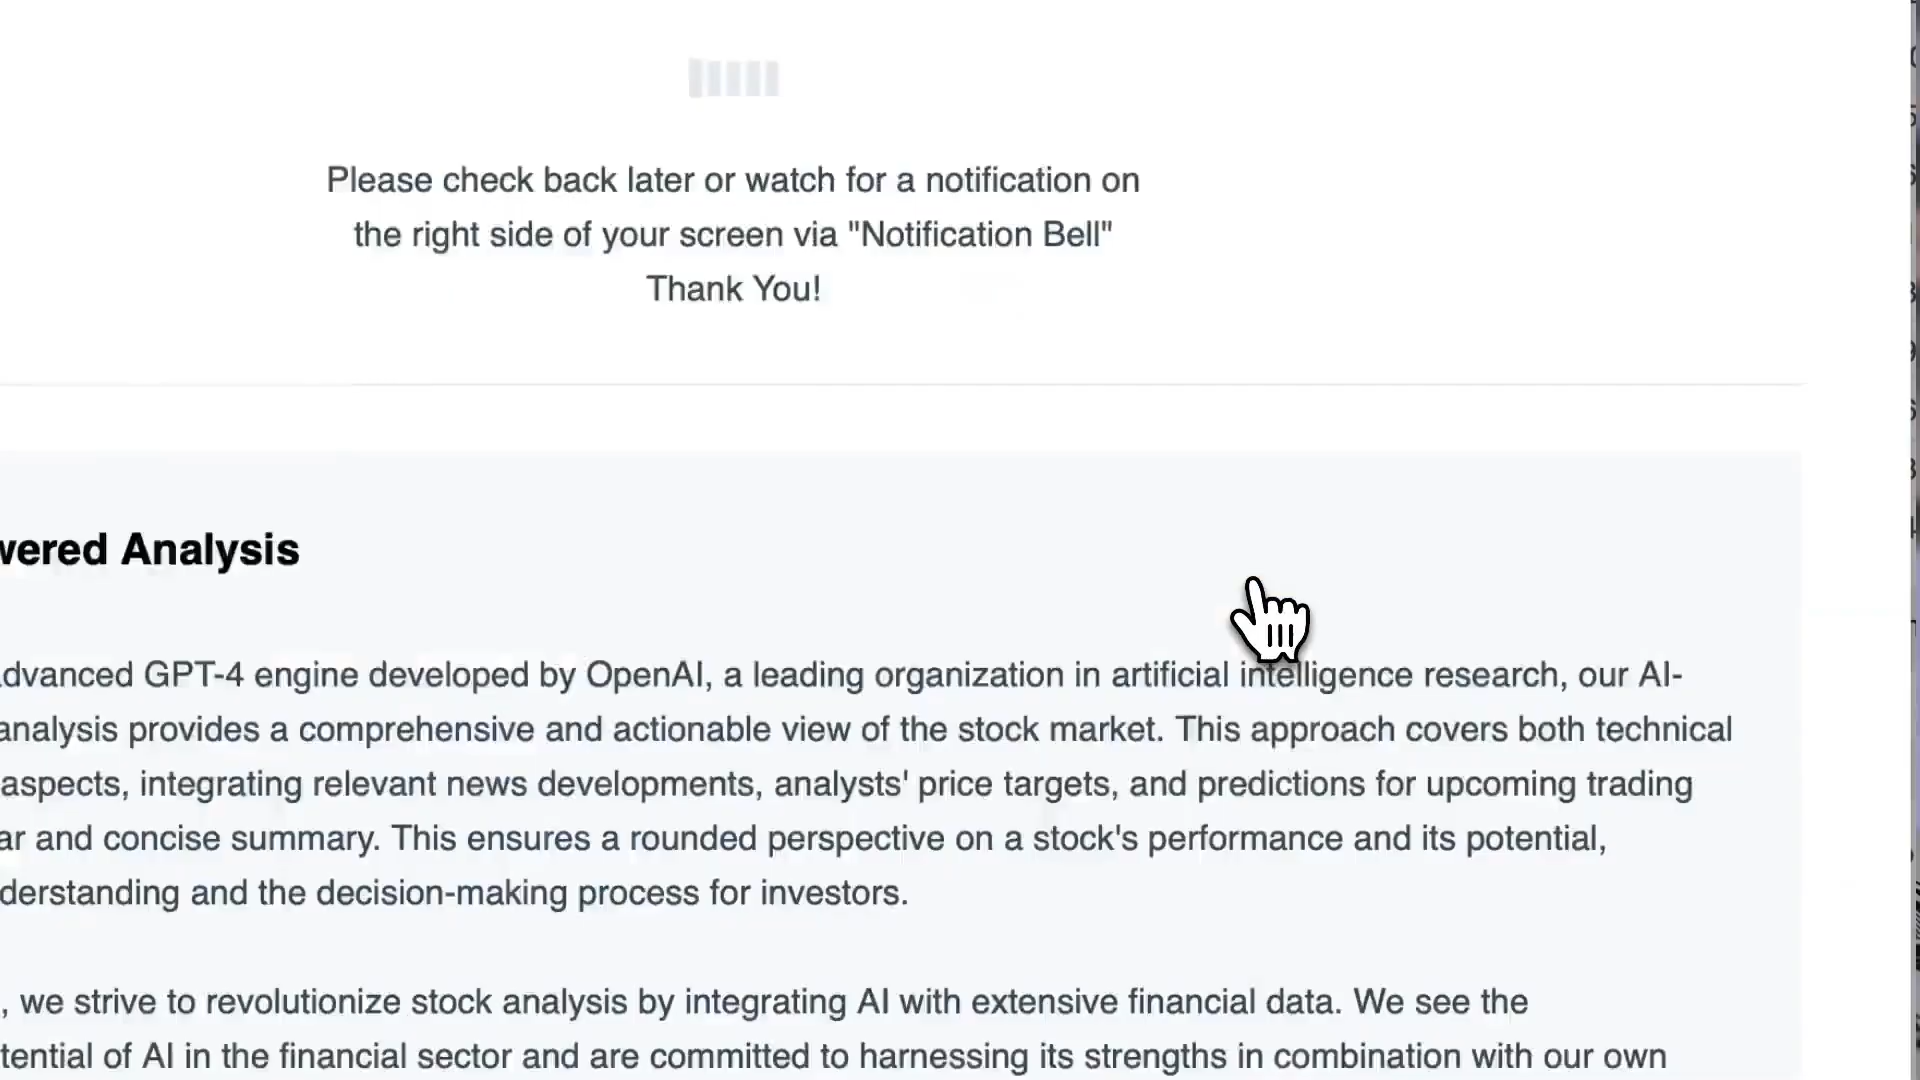 Please check back later or watch for a notification on
the right side of your screen via "Notification Bell"
Thank You!
wered Analysis
dvanced GPT-4 engine developed by OpenAI, a leading organization in artificial intelligence research, our AI-
analysis provides a comprehensive and actionable view of the stock market. This approach covers both technical
aspects, integrating relevant news developments, analysts' price targets, and predictions for upcoming trading
ar and concise summary. This ensures a rounded perspective on a stock's performance and its potential,
derstanding and the decision-making process for investors.
, we strive to revolutionize stock analysis by integrating AI with extensive financial data. We see the
tential of AI in the financial sector and are committed to harnessing its strengths in combination with our own